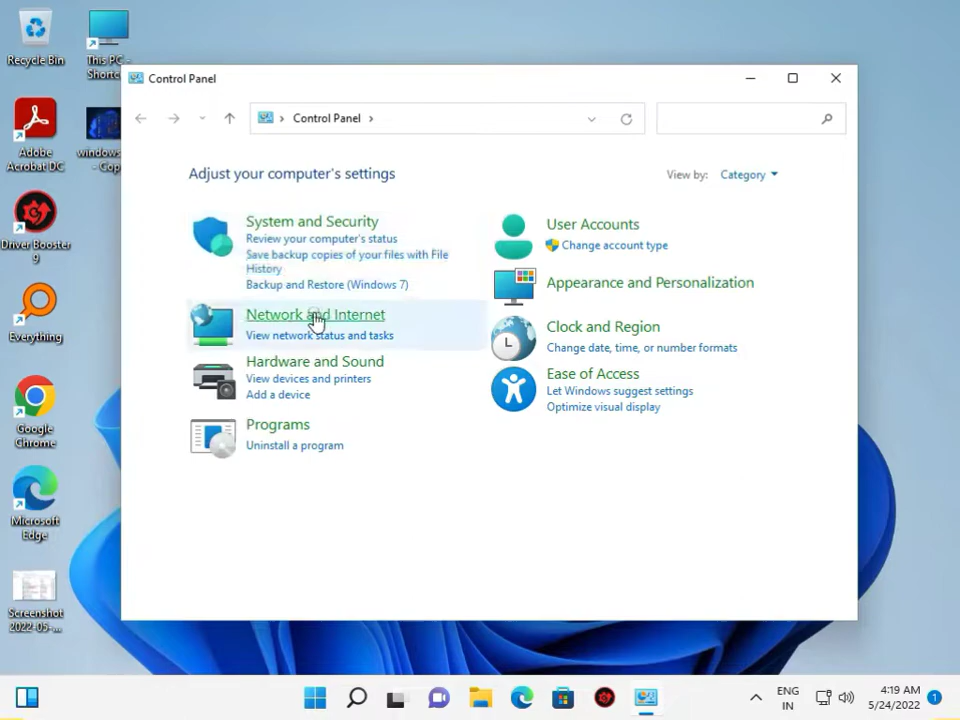 Recycle Bin
This PC -
Shortc
Adobe
Acrobat DC
windows
- Cop
Driver Booster
9
Everything
Google
Chrome
Microsoft
Edge
Screenshot
2022-05-...
Control Panel
Control Panel
Adjust your computer's settings
View by: Category
System and Security
Review your computer's status
Save backup copies of your files with File
History
Backup and Restore (Windows 7)
Network and Internet
View network status and tasks
Hardware and Sound
View devices and printers
Add a device
Programs
Uninstall a program
User Accounts
Change account type
Appearance and Personalization
Clock and Region
Change date, time, or number formats
Ease of Access
Let Windows suggest settings
Optimize visual display
ENG
IN
4:19 AM
5/24/2022
1